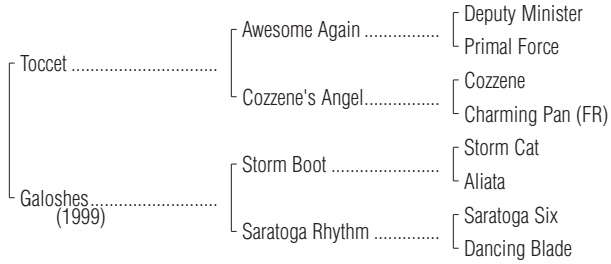 Deputy Minister
Awesome Again ................
Primal Force
Toccet ...............................
Cozzene
Cozzene's Angel................
Charming Pan (FR)
Storm Cat
Storm Boot .......................
Aliata
Galoshes...........................
(1999)
Saratoga Six
Saratoga Rhythm ..............
Dancing Blade